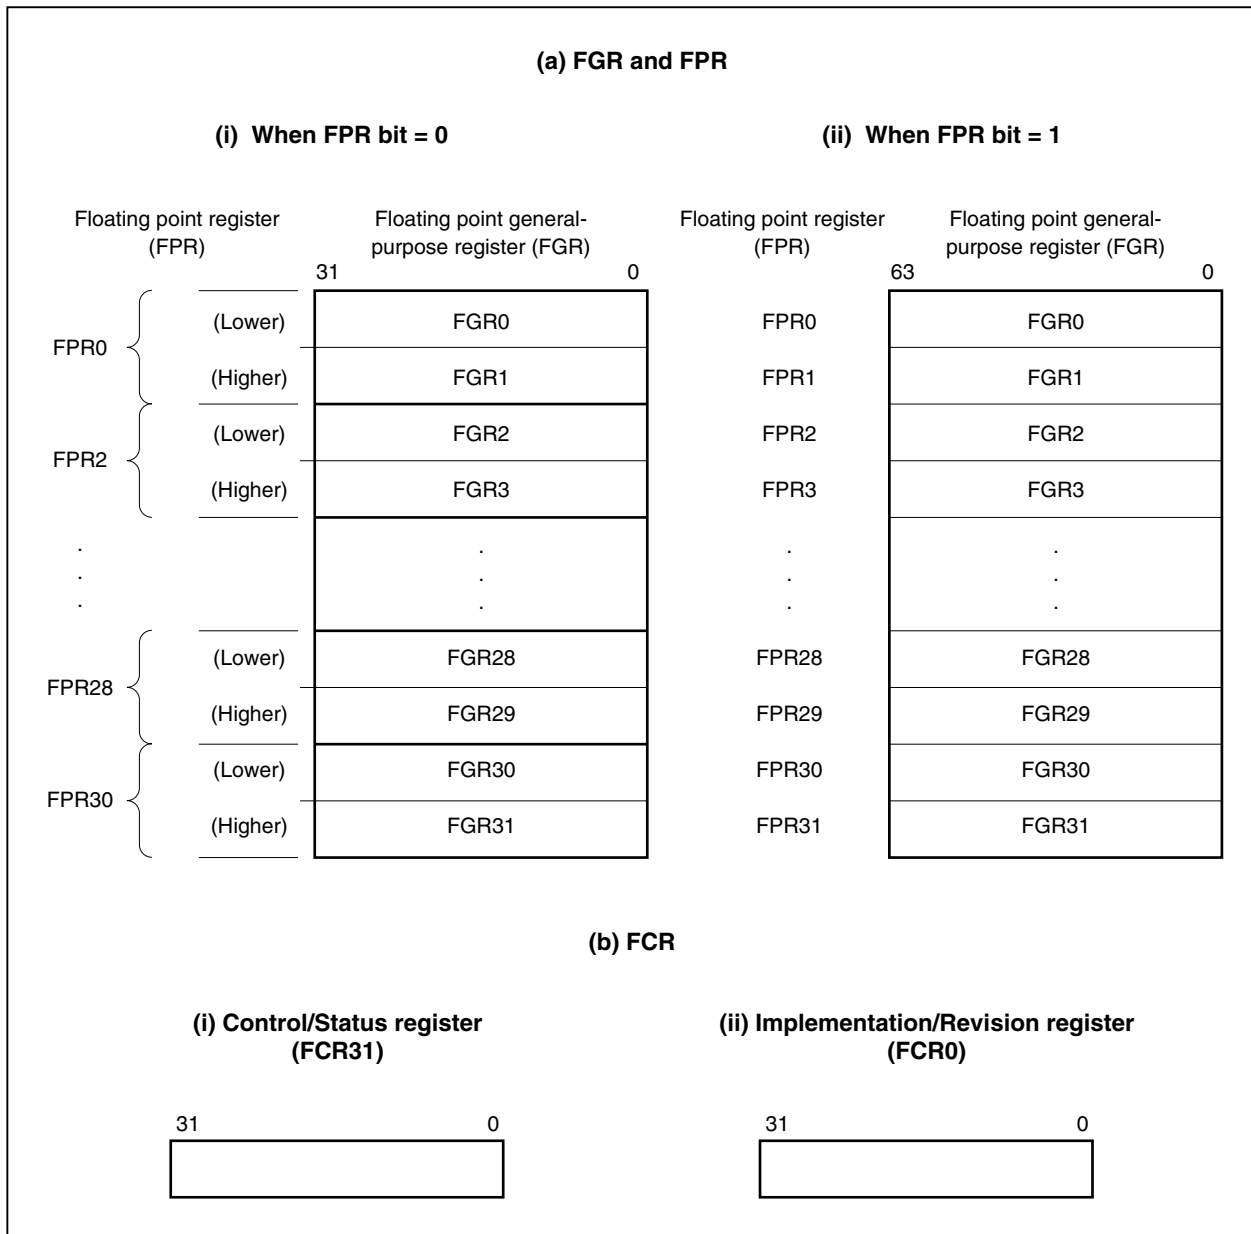 (a) FGR and FPR
(i) When FPR bit = 0
(ii) When FPR bit = 1
Floating point register
(FPR)
Floating point general-
purpose register (FGR)
Floating point register
(FPR)
Floating point general-
purpose register (FGR)
31 0
63 0
FPR0
(Lower) FGR0
(Higher) FGR1
FPR2
(Lower) FGR2
(Higher) FGR3
.
.
.
.
.
.
FPR28
(Lower) FGR28
(Higher) FGR29
FPR30
(Lower) FGR30
(Higher) FGR31
FPR0 FGR0
FPR1 FGR1
FPR2 FGR2
FPR3 FGR3
.
.
.
.
.
.
FPR28 FGR28
FPR29 FGR29
FPR30 FGR30
FPR31 FGR31
(b) FCR
(i) Control/Status register
(FCR31)
31 0
(ii) Implementation/Revision register
(FCR0)
31 0